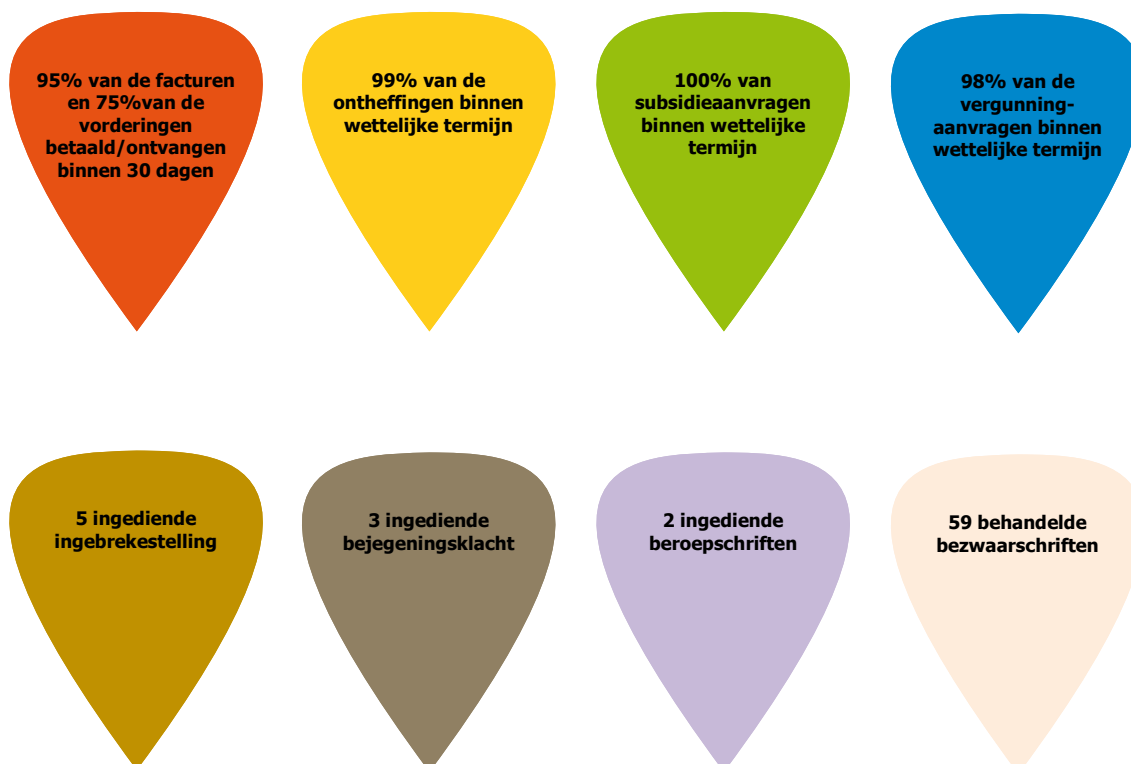 95% van de facturen
en 75%van de
vorderingen
betaald/ontvangen
binnen 30 dagen
99% van de
ontheffingen binnen
wettelijke termijn
100% van
subsidieaanvragen
binnen wettelijke
termijn
98% van de
vergunning-
aanvragen binnen
wettelijke termijn
5 ingediende
ingebrekestelling
3 ingediende
bejegeningsklacht
2 ingediende
beroepschriften
59 behandelde
bezwaarschriften